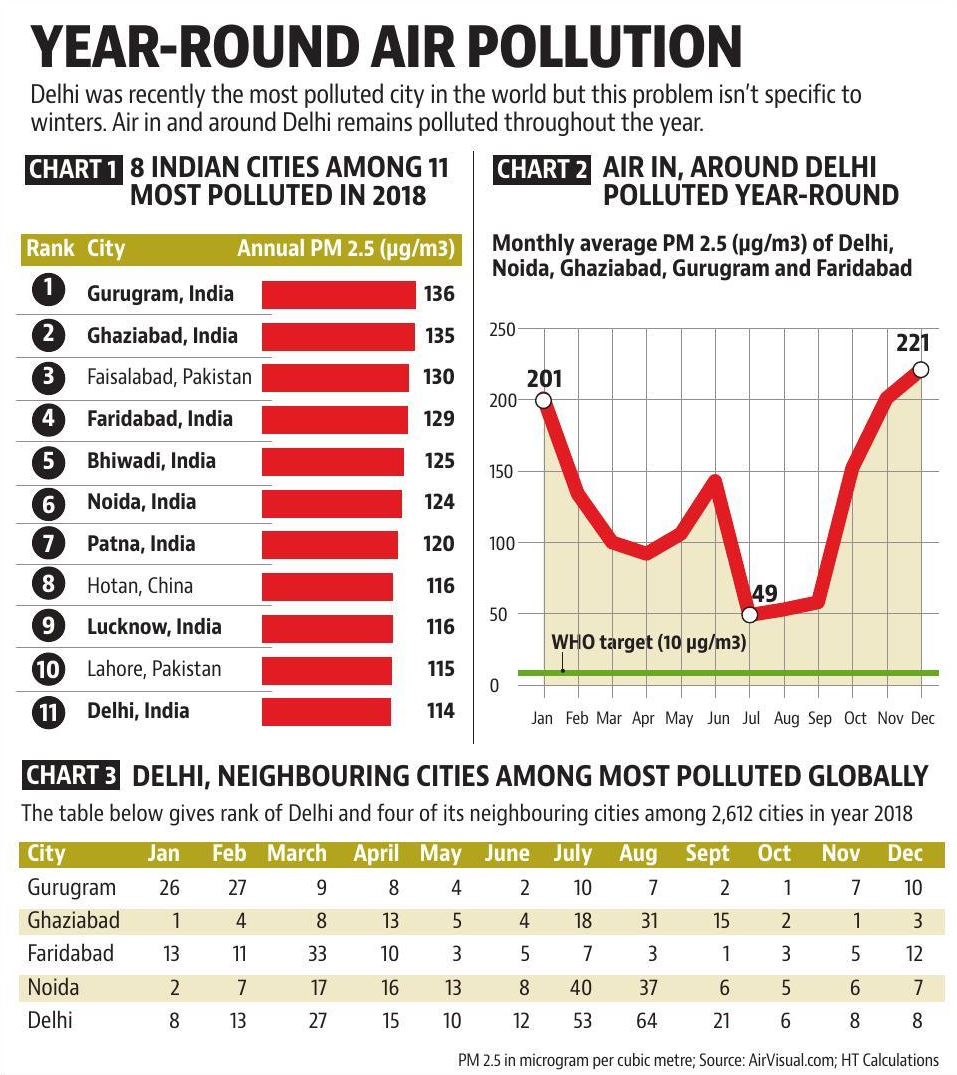 YEAR-ROUND AIR POLLUTION
Delhi was recently the most polluted city in the world but this problem isn't specific to
winters. Air in and around Delhi remains polluted throughout the year.
CHART 1 8 INDIAN CITIES AMONG 11
MOST POLLUTED IN 2018
Rank City Annual PM 2.5 (µg/m3)
1 Gurugram, India 136
2 Ghaziabad, India 135
3 Faisalabad, Pakistan 130
4 Faridabad, India 129
5 Bhiwadi, India 125
6 Noida, India 124
7 Patna, India 120
8 Hotan, China 116
9 Lucknow, India 116
10 Lahore, Pakistan 115
11 Delhi, India 114
CHART 2 AIR IN, AROUND DELHI
POLLUTED YEAR-ROUND
Monthly average PM 2.5 (µg/m3) of Delhi,
Noida, Ghaziabad, Gurugram and Faridabad
250
221
201
200
150
100
49
50
WHO target (10 µg/m3)
0
Jan Feb Mar Apr May Jun Jul Aug Sep Oct Nov Dec
CHART 3 DELHI, NEIGHBOURING CITIES AMONG MOST POLLUTED GLOBALLY
The table below gives rank of Delhi and four of its neighbouring cities among 2,612 cities in year 2018
City Jan Feb March April May June July Aug Sept Oct Nov Dec
Gurugram 26 27 9 8 4 2 10 7 2 1 7 10
Ghaziabad 1 4 8 13 5 4 18 31 15 2 1 3
Faridabad 13 11 33 10 3 5 7 3 1 3 5 12
Noida 2 7 17 16 13 8 40 37 6 5 6 7
Delhi 8 13 27 15 10 12 53 64 21 6 8 8
PM 2.5 in microgram per cubic metre; Source: AirVisual.com; HT Calculations